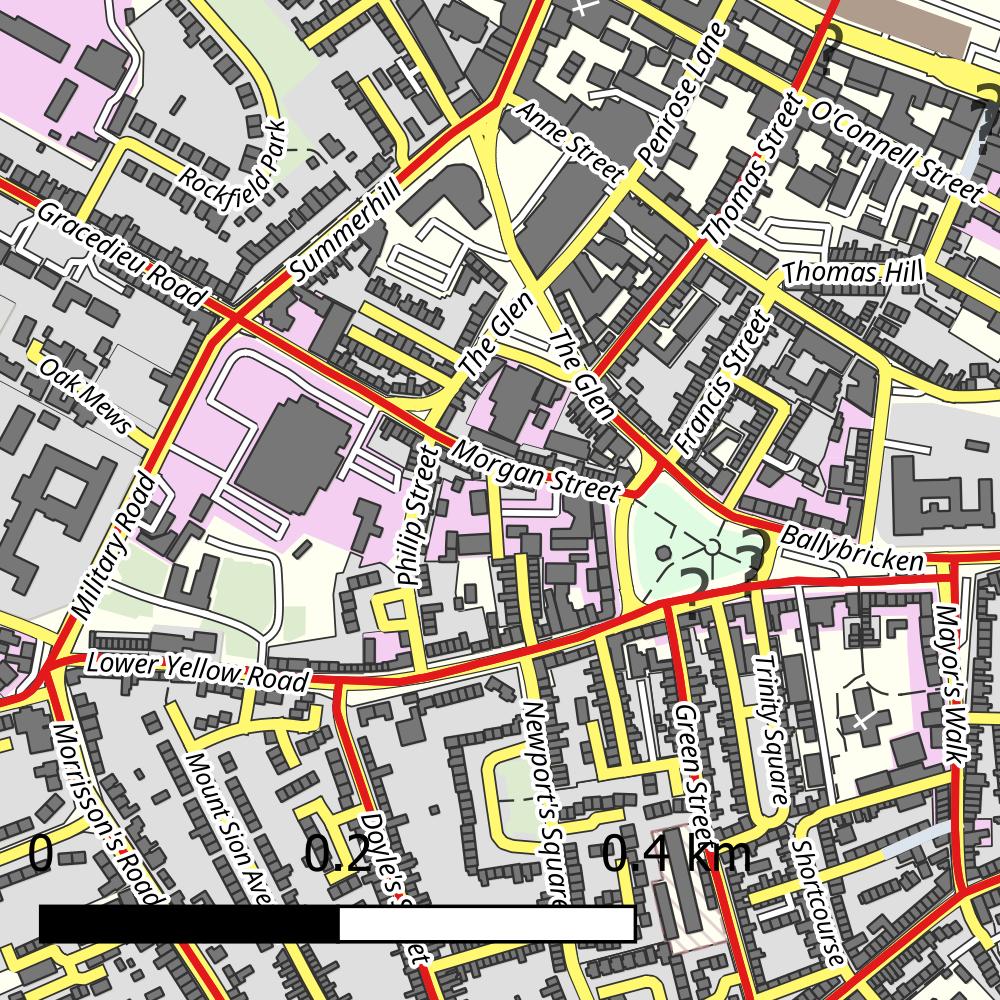 ?
?
Penrose Lane
Anne Street
O'Connell Street
Thomas Street
Rockfield Park
Summerhill
Gracedieu Road
Thomas Hill
The Glen
The Glen
Francis Street
Oak Mews
Morgan Street
Philip Street
Military Road
Ballybricken
?
?
Lower Yellow Road
Mayor's Walk
Trinity Square
Newport's Square
Green Street
Morrisson's Road
Mount Sion Ave
Doyle's S
et
Shortcourse
0
0.2
0.4 km